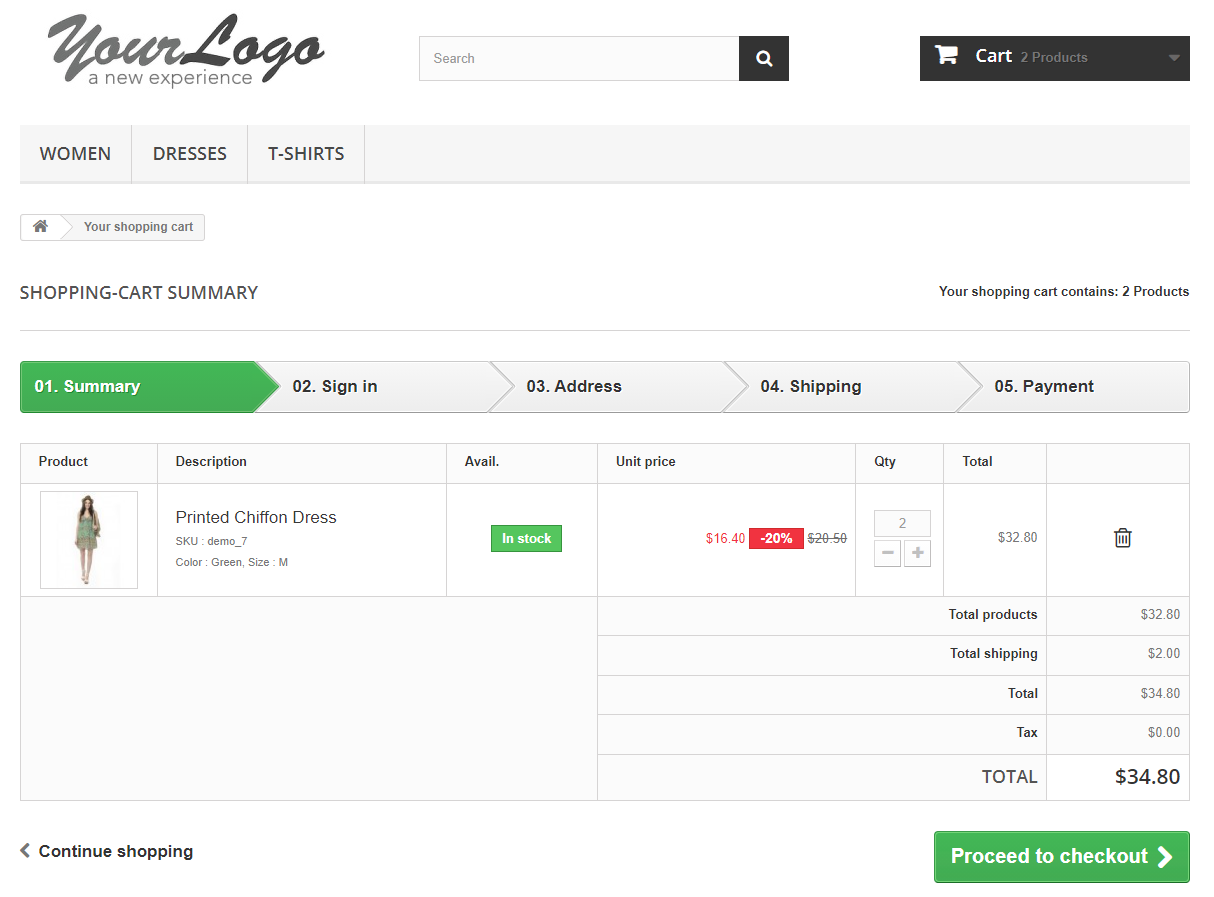 YourLogo
a new experience
Search
Cart 2 Products
WOMEN DRESSES T-SHIRTS
Your shopping cart
SHOPPING-CART SUMMARY
Your shopping cart contains: 2 Products
01. Summary 02. Sign in 03. Address 04. Shipping 05. Payment
Product Description Avail. Unit price Qty Total
Printed Chiffon Dress
SKU : demo_7
Color : Green, Size : M
In stock
$16.40 -20% $20.50
2
$32.80
Total products $32.80
Total shipping $2.00
Total $34.80
Tax $0.00
TOTAL $34.80
Continue shopping
Proceed to checkout